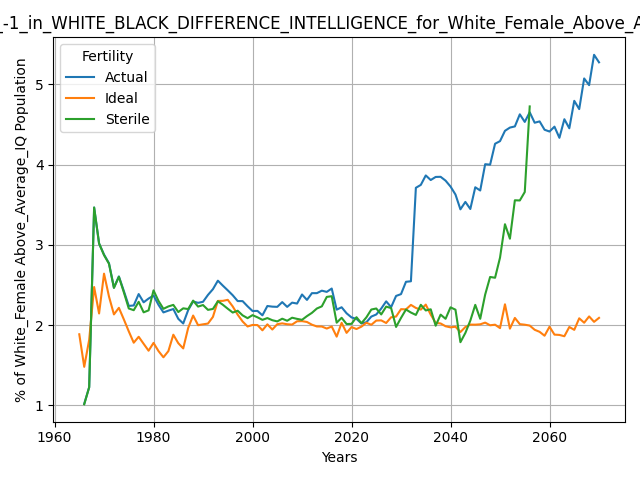 _-1_in_WHITE_BLACK_DIFFERENCE_INTELLIGENCE_for_White_Female_Above_A
Fertility
Actual
Ideal
Sterile
% of White_Female Above_Average_IQ Population
5
4
3
2
1
1960
1980
2000
2020
2040
2060
Years